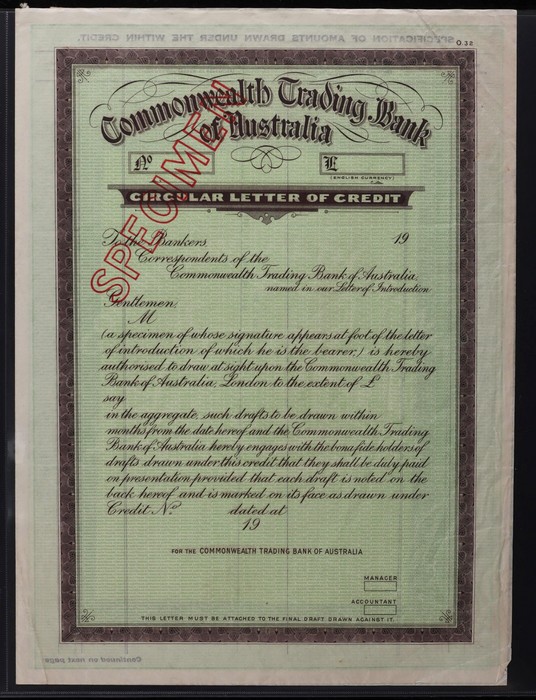 SPECIFICATION OF AMOUNTS DRAWN UNDER THE WITHIN CREDIT.
O.32
Commonwealth Trading Bank
of Australia
SPECIMEN
No
£
(ENGLISH CURRENCY)
CIRCULAR LETTER OF CREDIT
To the Bankers 19
Correspondents of the
Commonwealth Trading Bank of Australia
named in our Letter of Introduction
Gentlemen,
M
(a specimen of whose signature appears at foot of the letter
of introduction of which he is the bearer,) is hereby
authorised to draw at sight upon the Commonwealth Trading
Bank of Australia, London to the extent of £
say
in the aggregate, such drafts to be drawn within
months from the date hereof and the Commonwealth Trading
Bank of Australia hereby engages with the bona fide holders of
drafts drawn under this credit that they shall be duly paid
on presentation provided that each draft is noted on the
back hereof and is marked on its face as drawn under
Credit No. dated at
19
FOR THE COMMONWEALTH TRADING BANK OF AUSTRALIA
MANAGER
ACCOUNTANT
THIS LETTER MUST BE ATTACHED TO THE FINAL DRAFT DRAWN AGAINST IT.
Continued on next page